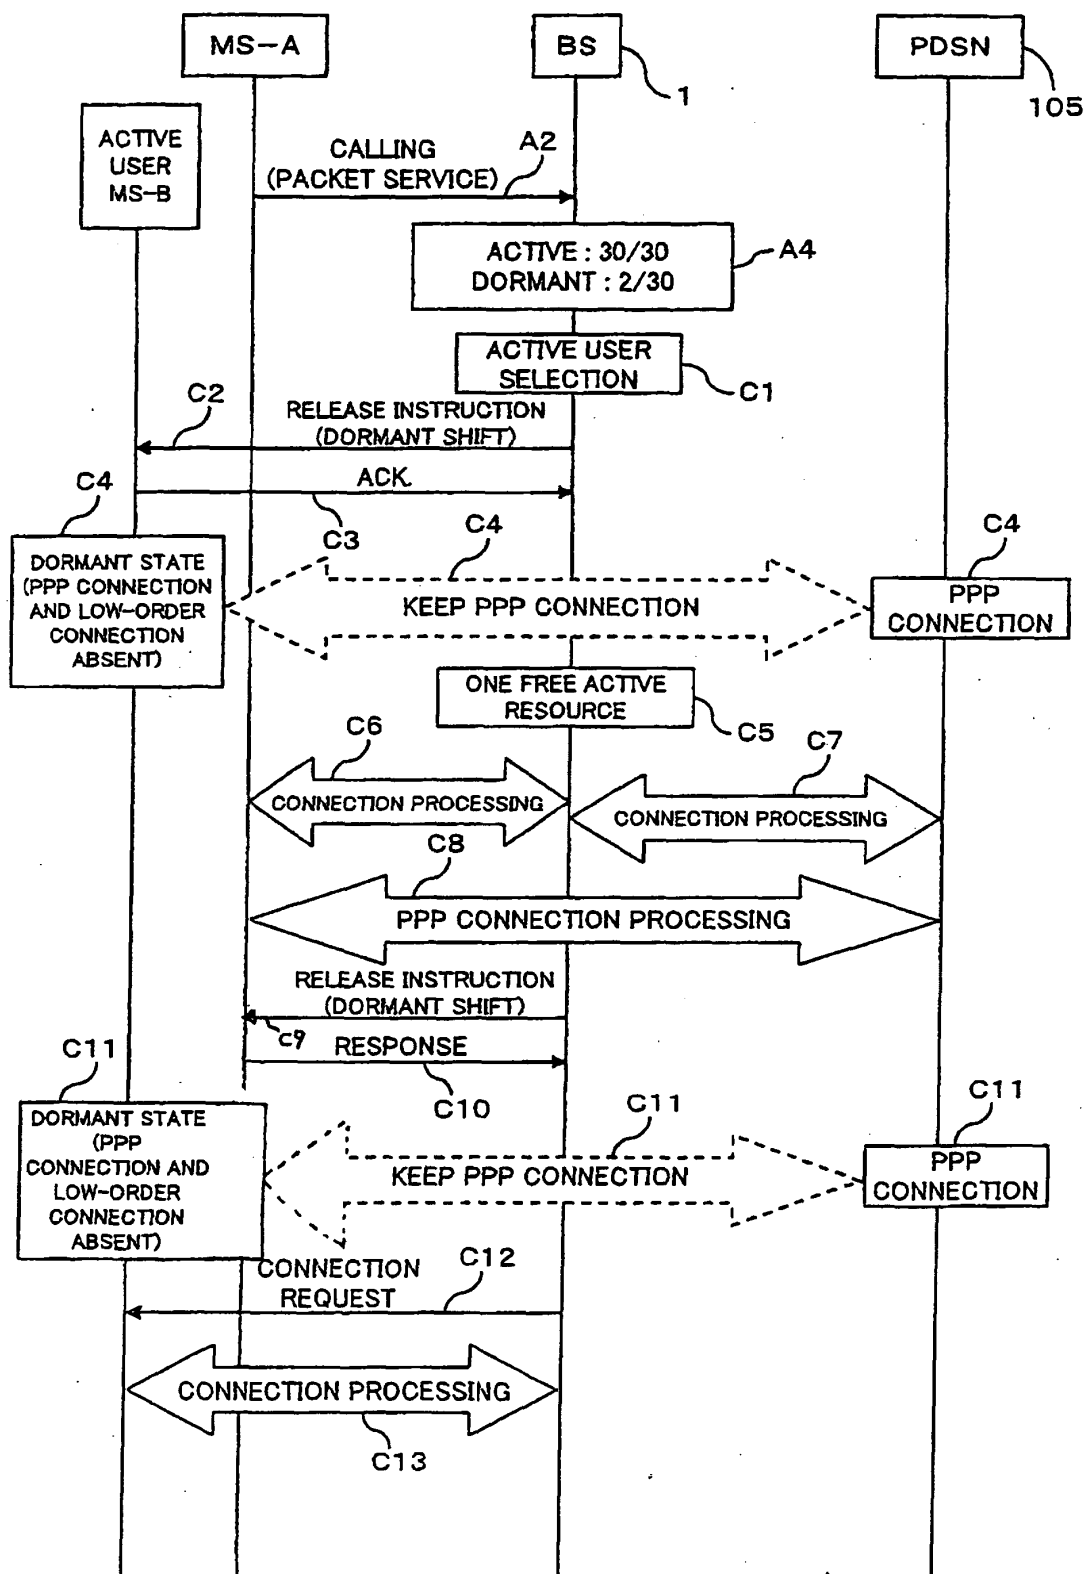 MS-A
BS
PDSN
1
105
ACTIVE
USER
MS-B
CALLING
(PACKET SERVICE)
A2
ACTIVE : 30/30
DORMANT : 2/30
A4
ACTIVE USER
SELECTION
C1
C2
RELEASE INSTRUCTION
(DORMANT SHIFT)
ACK
C3
C4
DORMANT STATE
(PPP CONNECTION
AND LOW-ORDER
CONNECTION
ABSENT)
C4
KEEP PPP CONNECTION
C4
PPP
CONNECTION
ONE FREE ACTIVE
RESOURCE
C5
C6
CONNECTION PROCESSING
C7
CONNECTION PROCESSING
C8
PPP CONNECTION PROCESSING
RELEASE INSTRUCTION
(DORMANT SHIFT)
C9
RESPONSE
C10
C11
DORMANT STATE
(PPP
CONNECTION AND
LOW-ORDER
CONNECTION
ABSENT)
C11
KEEP PPP CONNECTION
C11
PPP
CONNECTION
CONNECTION
REQUEST
C12
CONNECTION PROCESSING
C13